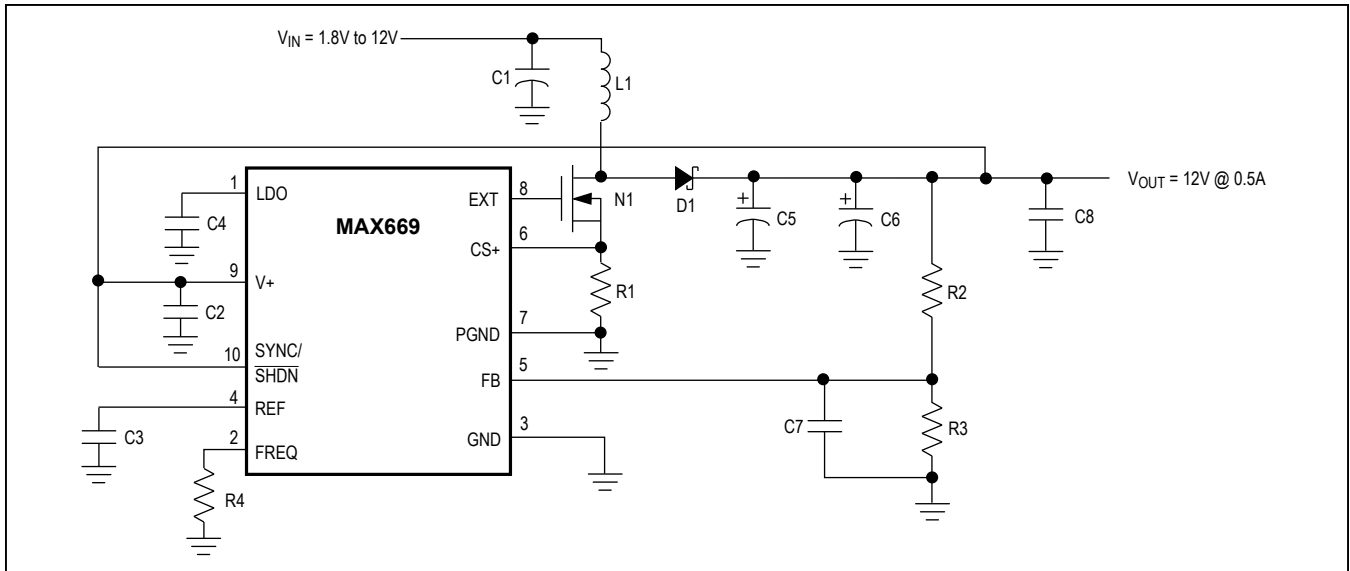 VIN = 1.8V to 12V
C1
L1
1
LDO
C4
MAX669
EXT
8
N1
D1
C5
C6
C8
VOUT = 12V @ 0.5A
+
+
CS+
6
9
V+
C2
R1
R2
PGND
7
10
SYNC/
SHDN
FB
5
4
REF
C3
C7
R3
GND
3
2
FREQ
R4